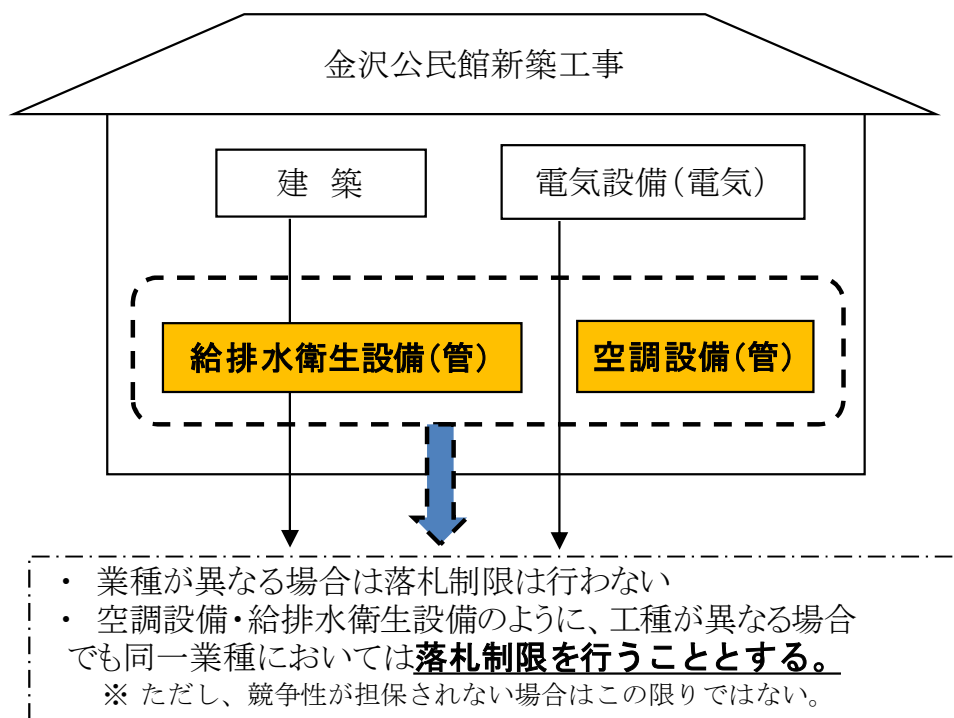 金沢公民館新築工事
建 築
電気設備(電気)
給排水衛生設備(管)
空調設備(管)
・ 業種が異なる場合は落札制限は行わない
・ 空調設備・給排水衛生設備のように、工種が異なる場合
でも同一業種においては落札制限を行うこととする。
※ ただし、競争性が担保されない場合はこの限りではない。